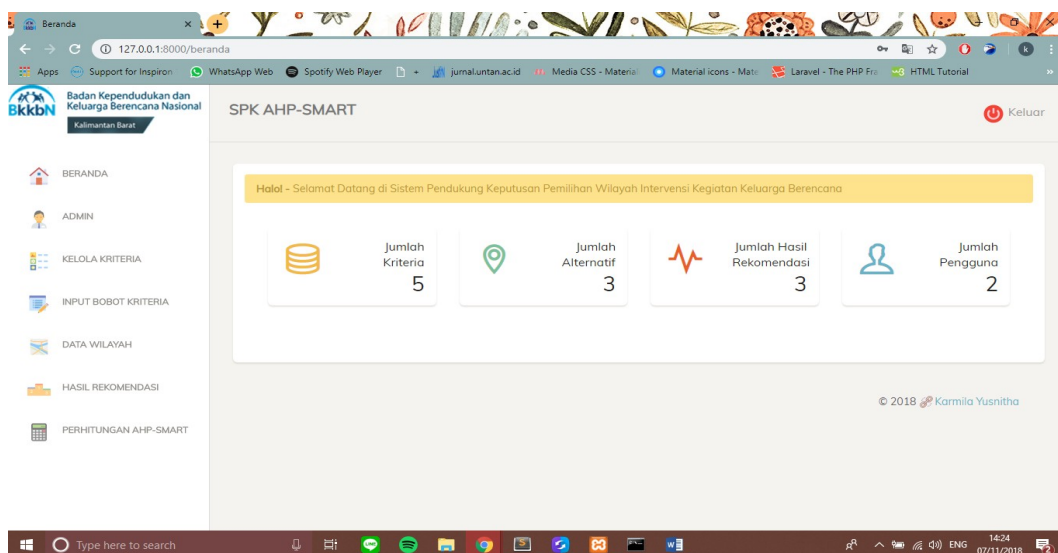 Beranda
127.0.0.1:8000/beranda
Apps Support for Inspiron WhatsApp Web Spotify Web Player + jurnal.untan.ac.id Media CSS - Material Material icons - Mate Laravel - The PHP Fra HTML Tutorial
BKKbN
Badan Kependudukan dan
Keluarga Berencana Nasional
Kalimantan Barat
SPK AHP-SMART
Keluar
BERANDA
ADMIN
KELOLA KRITERIA
INPUT BOBOT KRITERIA
DATA WILAYAH
HASIL REKOMENDASI
PERHITUNGAN AHP-SMART
Halo! - Selamat Datang di Sistem Pendukung Keputusan Pemilihan Wilayah Intervensi Kegiatan Keluarga Berencana
Jumlah
Kriteria
5
Jumlah
Alternatif
3
Jumlah Hasil
Rekomendasi
3
Jumlah
Pengguna
2
© 2018 Karmila Yusnitha
Type here to search
ENG
14:24
07/11/2018